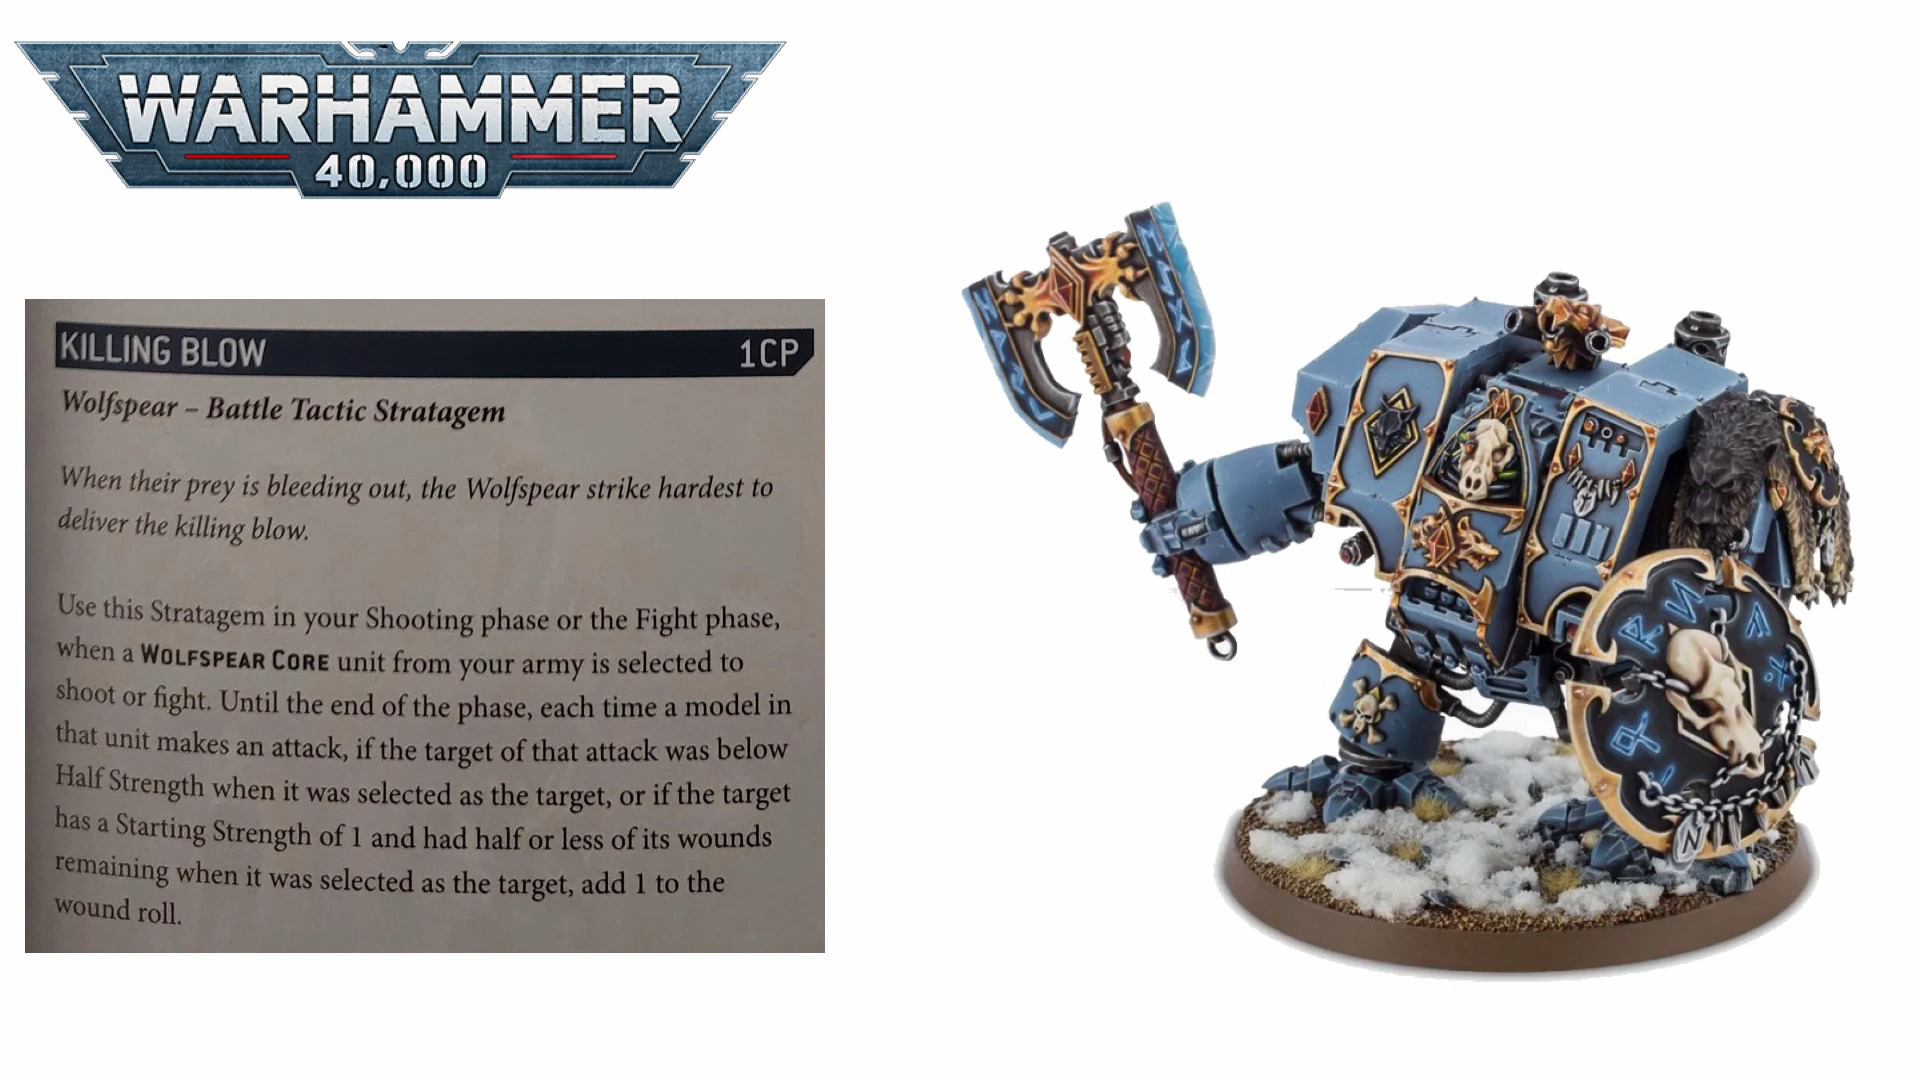 WARHAMMER
40,000
KILLING BLOW 1CP
Wolfspear – Battle Tactic Stratagem
When their prey is bleeding out, the Wolfspear strike hardest to
deliver the killing blow.
Use this Stratagem in your Shooting phase or the Fight phase,
when a WOLFSPEAR CORE unit from your army is selected to
shoot or fight. Until the end of the phase, each time a model in
that unit makes an attack, if the target of that attack was below
Half Strength when it was selected as the target, or if the target
has a Starting Strength of 1 and had half or less of its wounds
remaining when it was selected as the target, add 1 to the
wound roll.